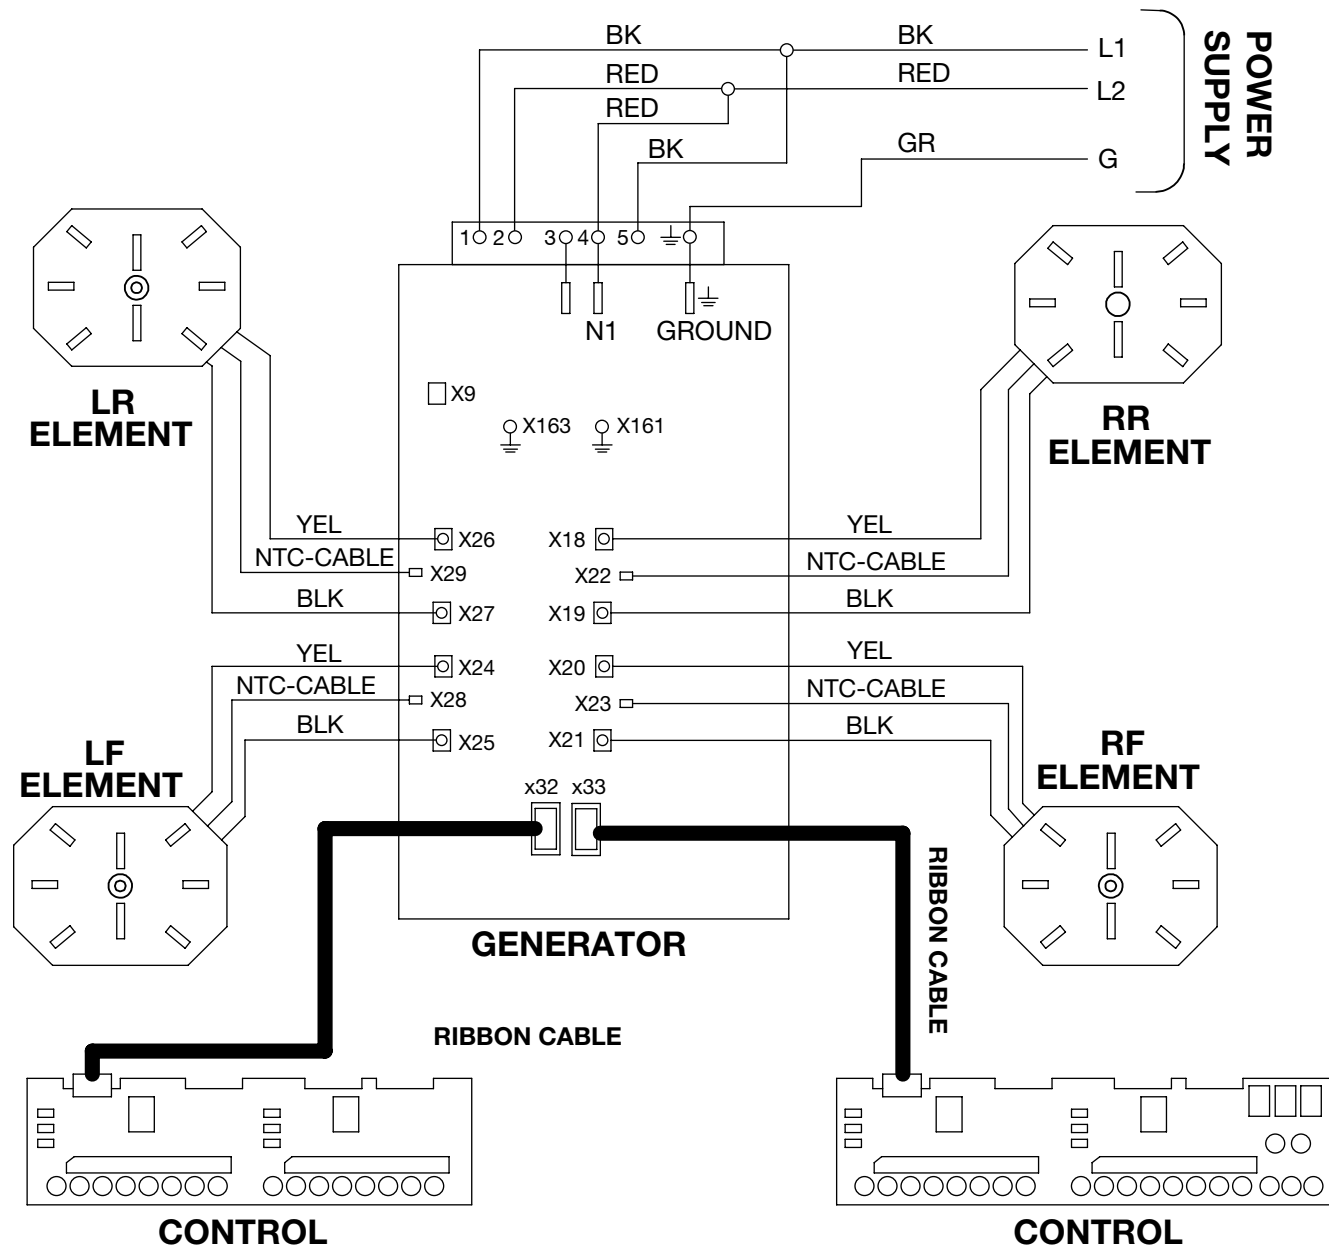 BK
BK
L1
RED
RED
L2
RED
BK
GR
G
POWER
SUPPLY
1 2 3 4 5
N1
GROUND
LR
ELEMENT
RR
ELEMENT
X9
X163
X161
YEL
X26
X18
YEL
NTC-CABLE
X29
X22
NTC-CABLE
BLK
X27
X19
BLK
YEL
X24
X20
YEL
NTC-CABLE
X28
X23
NTC-CABLE
BLK
X25
X21
BLK
LF
ELEMENT
RF
ELEMENT
x32
x33
GENERATOR
RIBBON CABLE
RIBBON CABLE
CONTROL
CONTROL